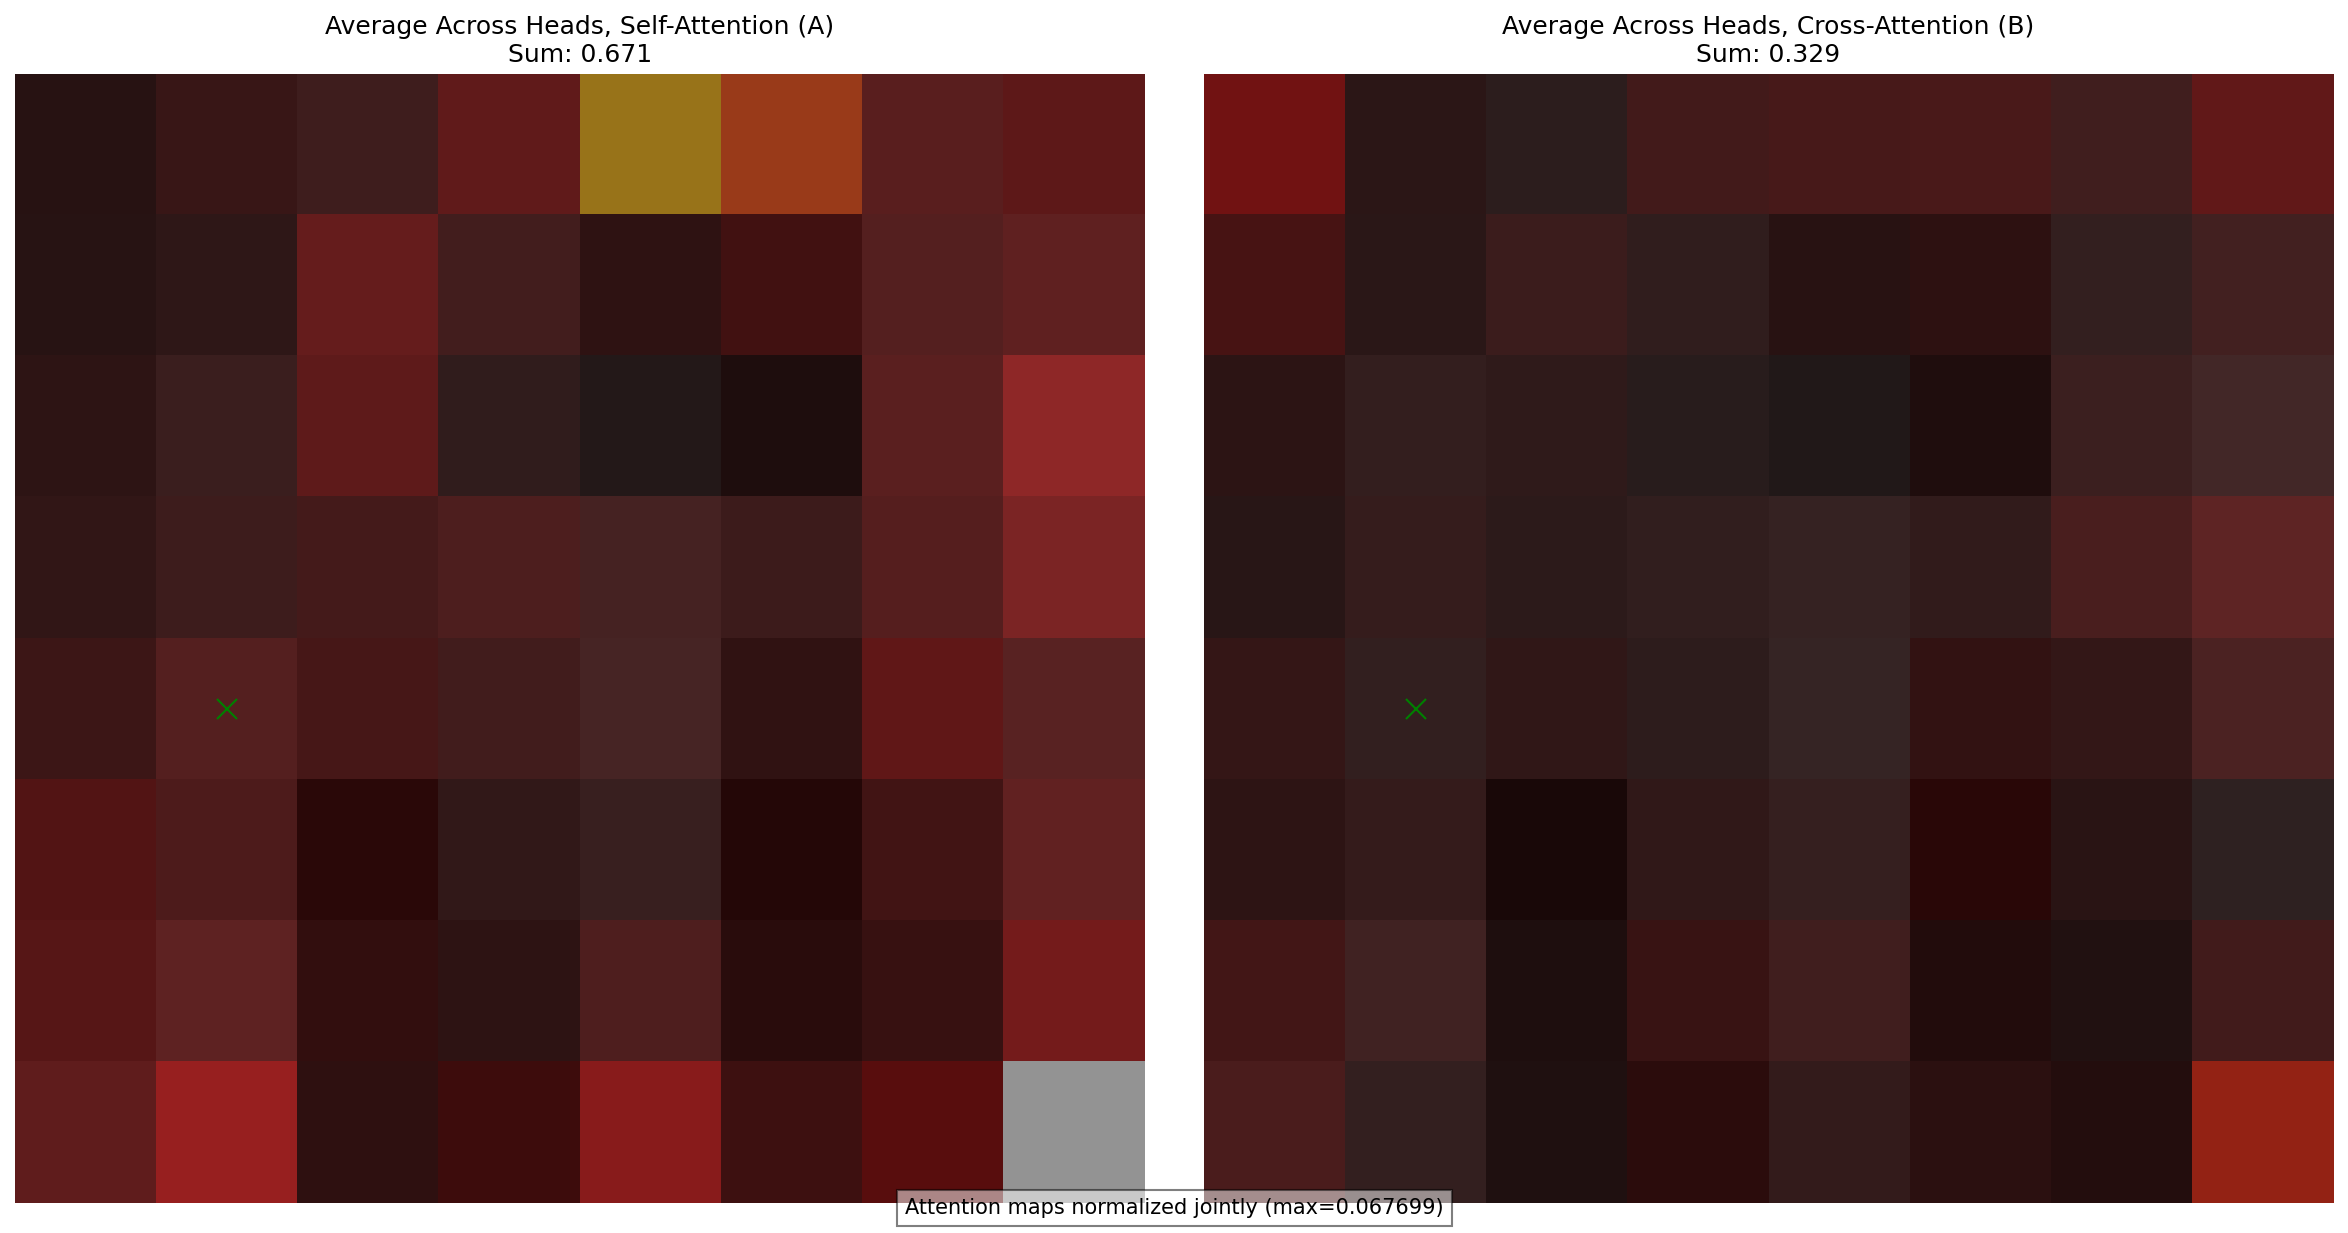 Average Across Heads, Self-Attention (A)
Sum: 0.671
Average Across Heads, Cross-Attention (B)
Sum: 0.329
Attention maps normalized jointly (max=0.067699)